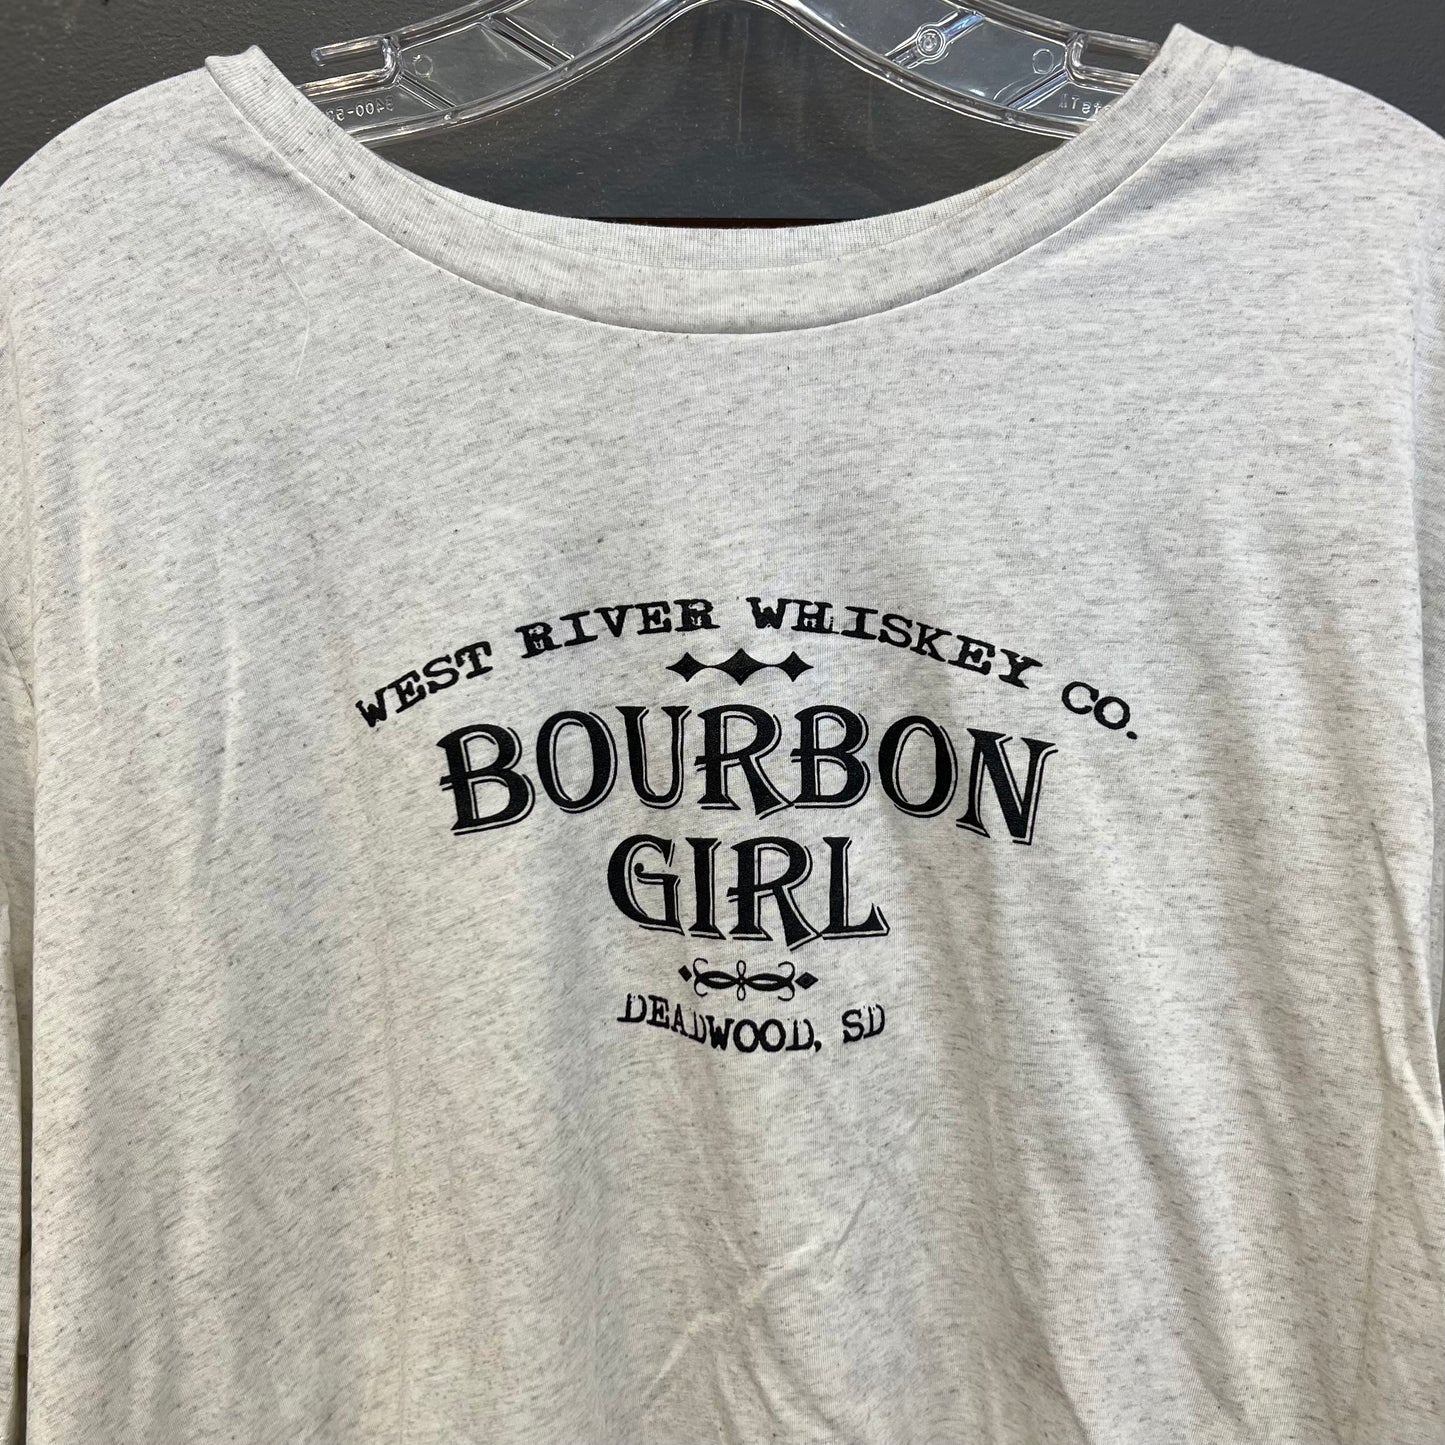 WEST RIVER WHISKEY CO.
BOURBON
GIRL
DEADWOOD, SD